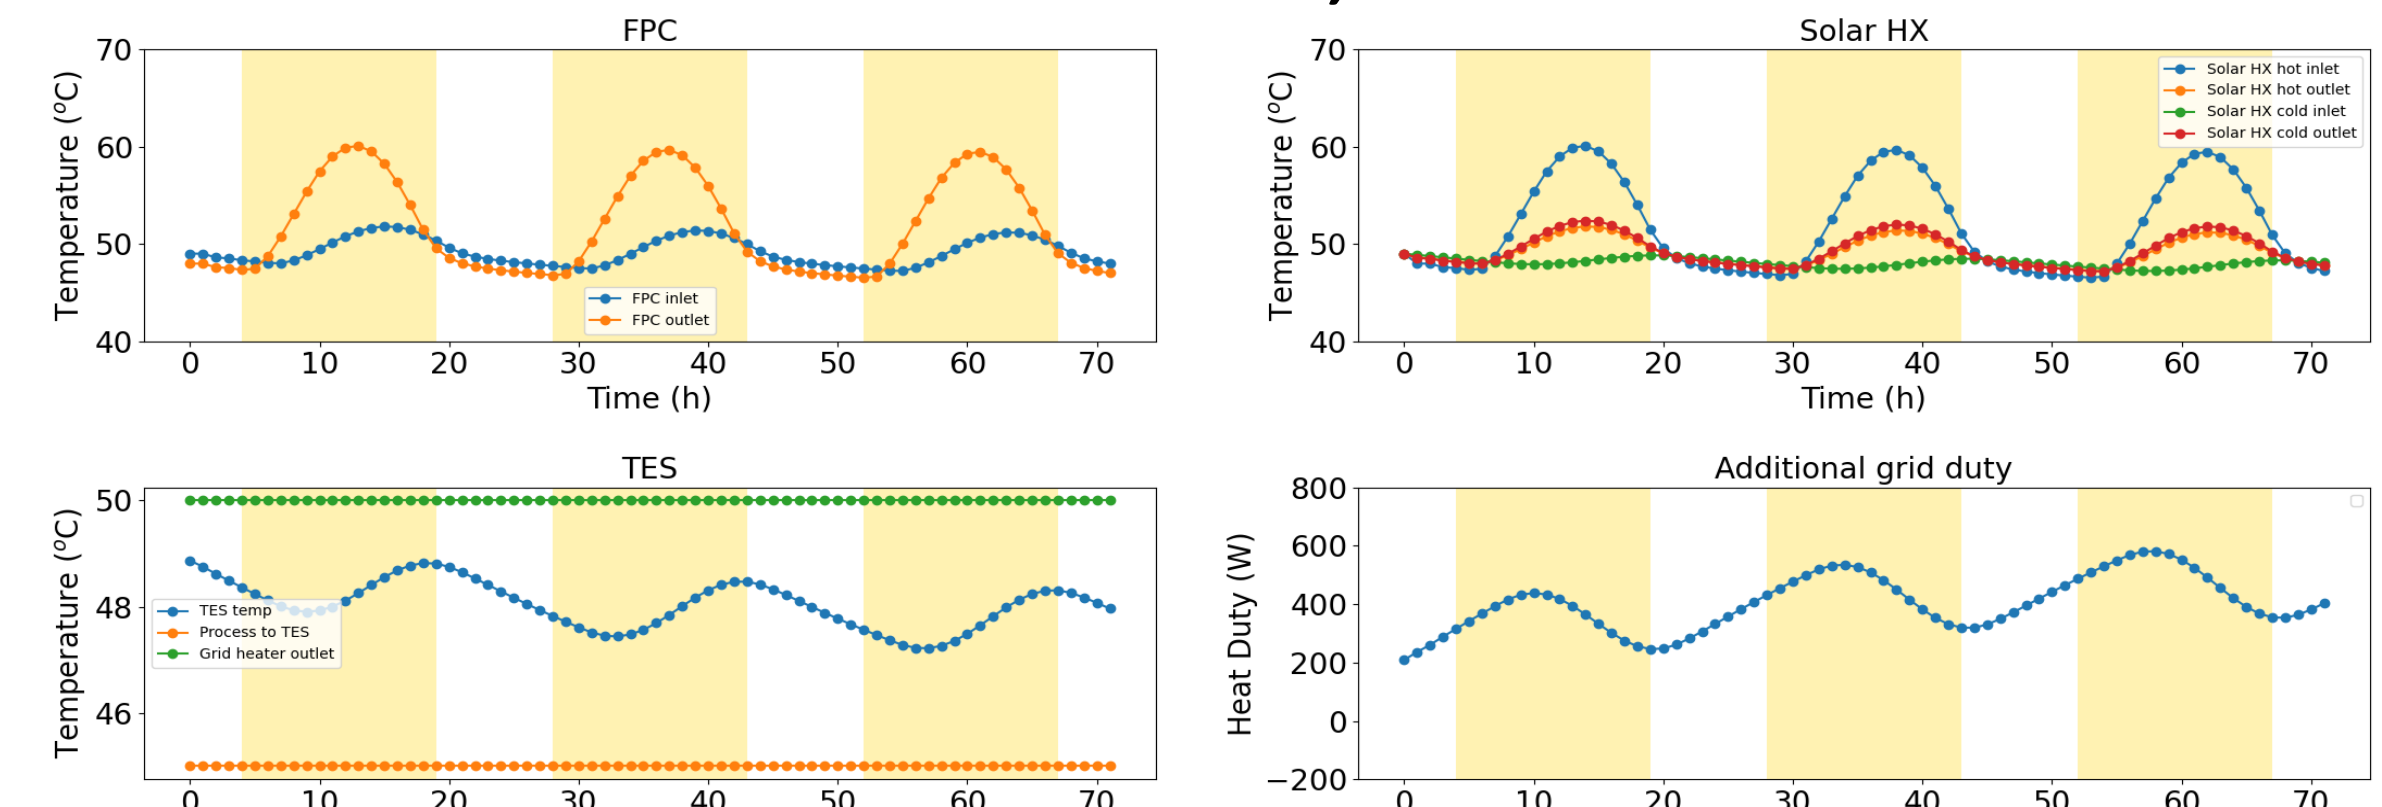 FPC
70
60
50
40
Temperature (°C)
FPC inlet
FPC outlet
0 10 20 30 40 50 60 70
Time (h)
Solar HX
70
60
50
40
Temperature (°C)
Solar HX hot inlet
Solar HX hot outlet
Solar HX cold inlet
Solar HX cold outlet
0 10 20 30 40 50 60 70
Time (h)
TES
50
48
46
Temperature (°C)
TES temp
Process to TES
Grid heater outlet
0 10 20 30 40 50 60 70
Additional grid duty
800
600
400
200
0
−200
Heat Duty (W)
0 10 20 30 40 50 60 70